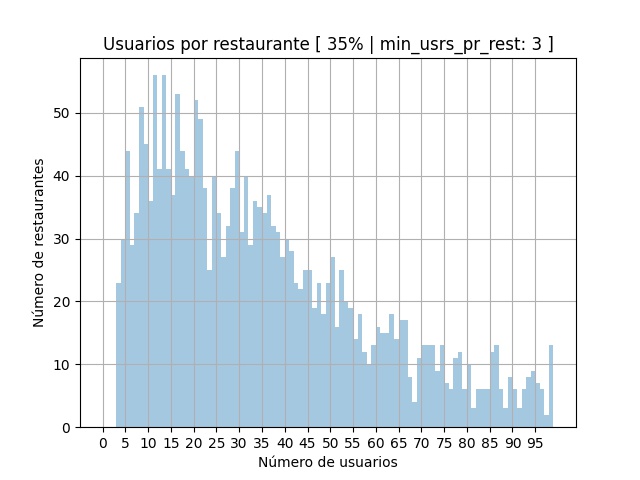 Usuarios por restaurante [ 35% | min_usrs_pr_rest: 3 ]
Número de restaurantes
50
40
30
20
10
0
0 5 10 15 20 25 30 35 40 45 50 55 60 65 70 75 80 85 90 95
Número de usuarios